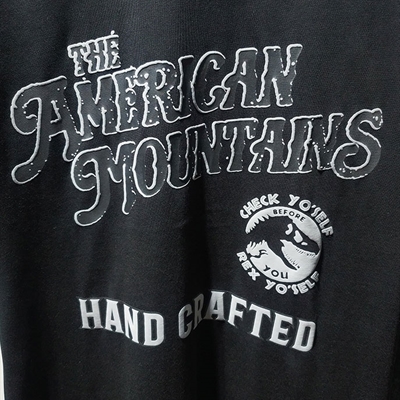 THE
AMERICAN
MOUNTAINS
CHECK YO'SELF
BEFORE
YOU
REX YO'SELF
HAND CRAFTED